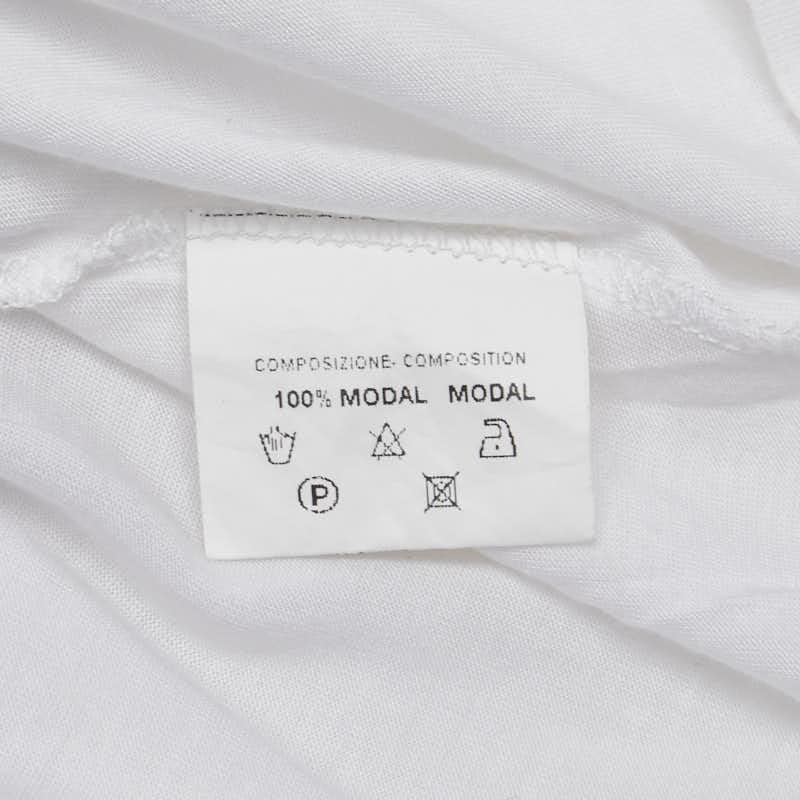 COMPOSIZIONE- COMPOSITION
100% MODAL MODAL
P